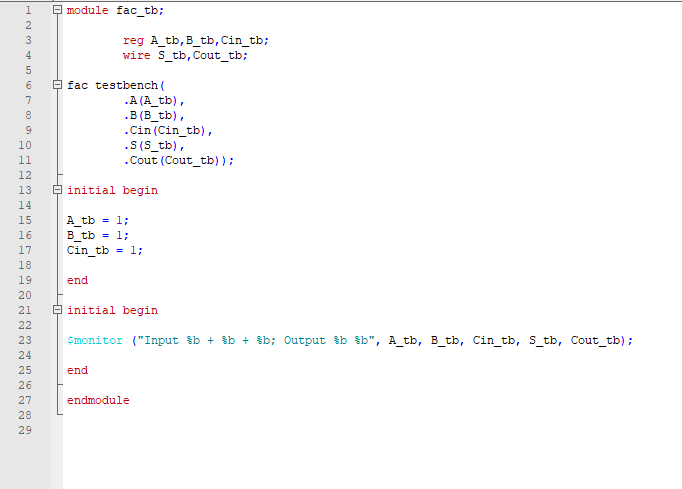 1 module fac_tb;
2
3 reg A_tb,B_tb,Cin_tb;
4 wire S_tb,Cout_tb;
5
6 fac testbench(
7 .A(A_tb),
8 .B(B_tb),
9 .Cin(Cin_tb),
10 .S(S_tb),
11 .Cout(Cout_tb));
12
13 initial begin
14
15 A_tb = 1;
16 B_tb = 1;
17 Cin_tb = 1;
18
19 end
20
21 initial begin
22
23 $monitor ("Input %b + %b + %b; Output %b %b", A_tb, B_tb, Cin_tb, S_tb, Cout_tb);
24
25 end
26
27 endmodule
28
29